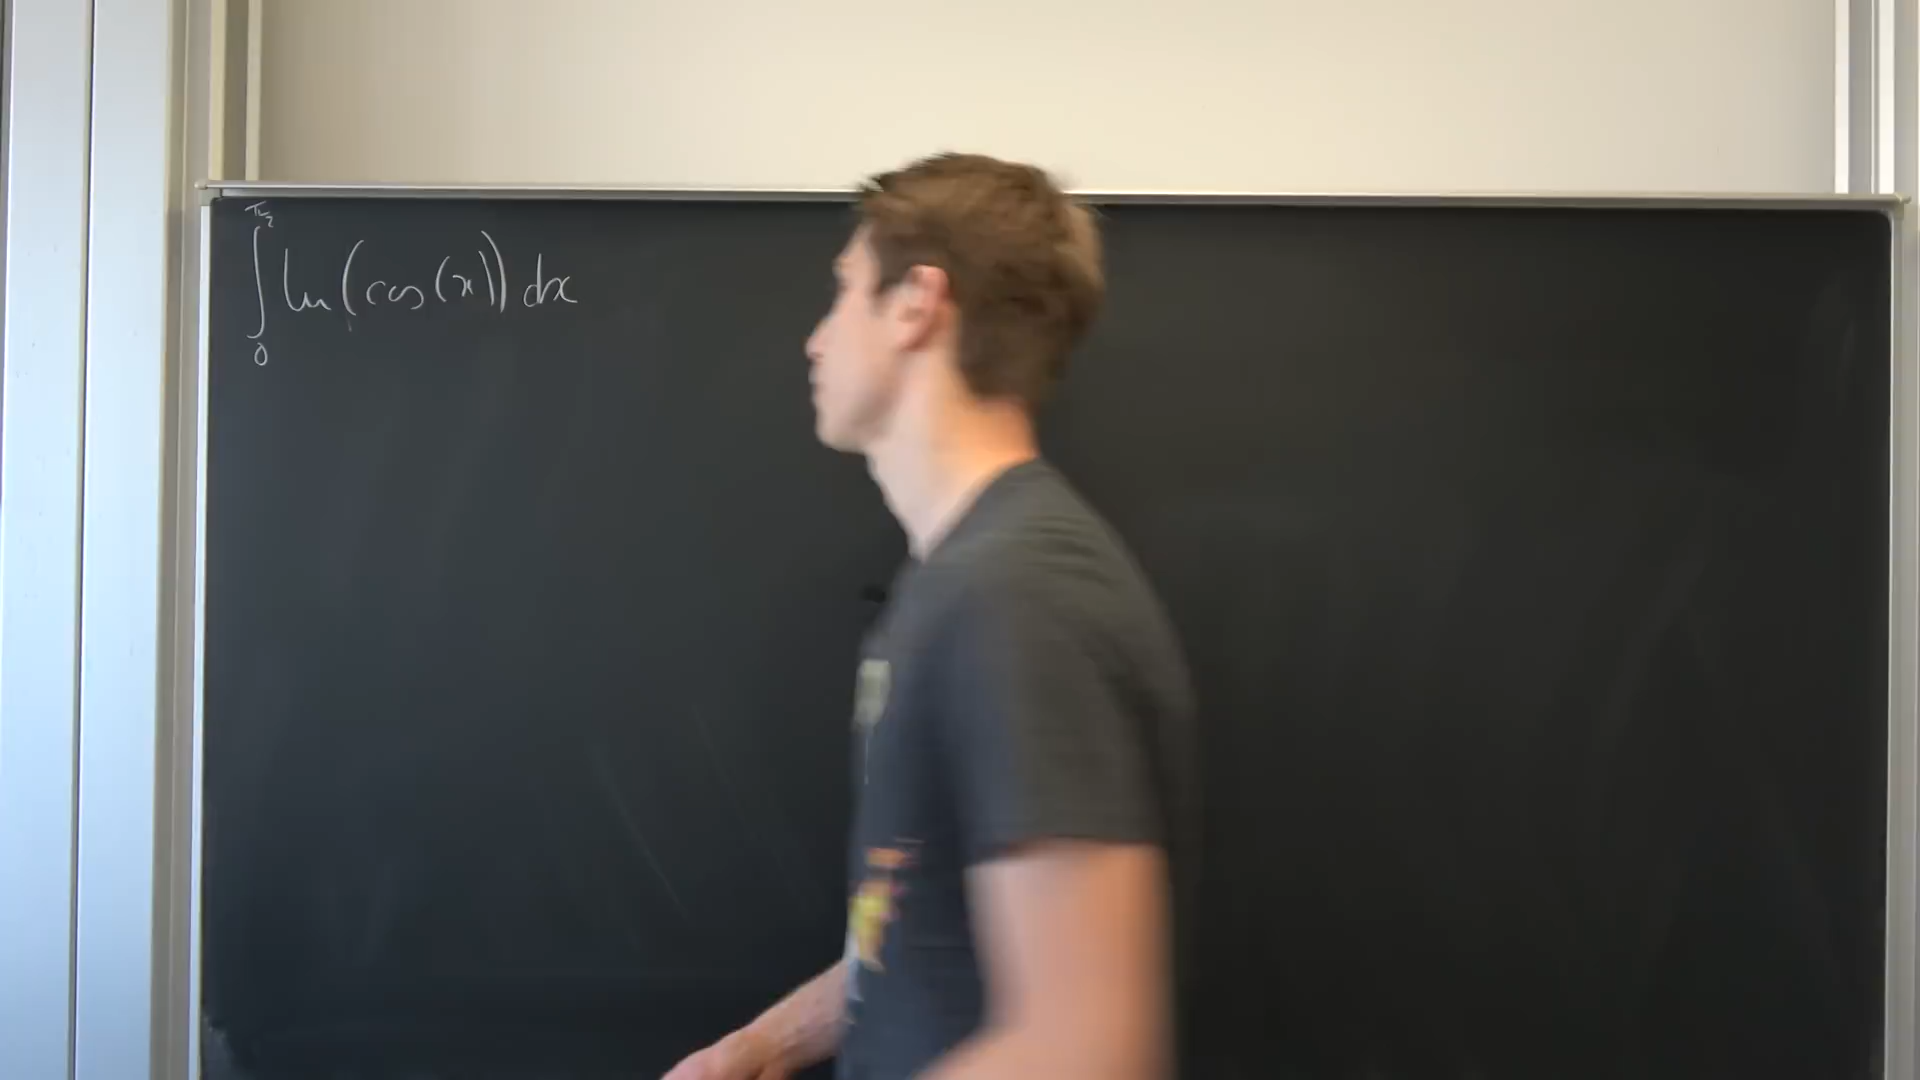 ∫₀^{π/2} ln(cos(x)) dx